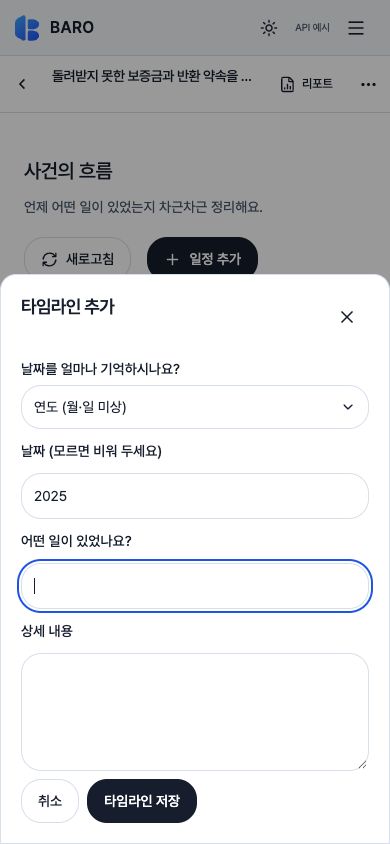 BARO
API 예시
돌려받지 못한 보증금과 반환 약속을 ...
리포트
사건의 흐름
언제 어떤 일이 있었는지 차근차근 정리해요.
새로고침
일정 추가
타임라인 추가
날짜를 얼마나 기억하시나요?
연도 (월·일 미상)
날짜 (모르면 비워 두세요)
2025
어떤 일이 있었나요?
상세 내용
취소
타임라인 저장